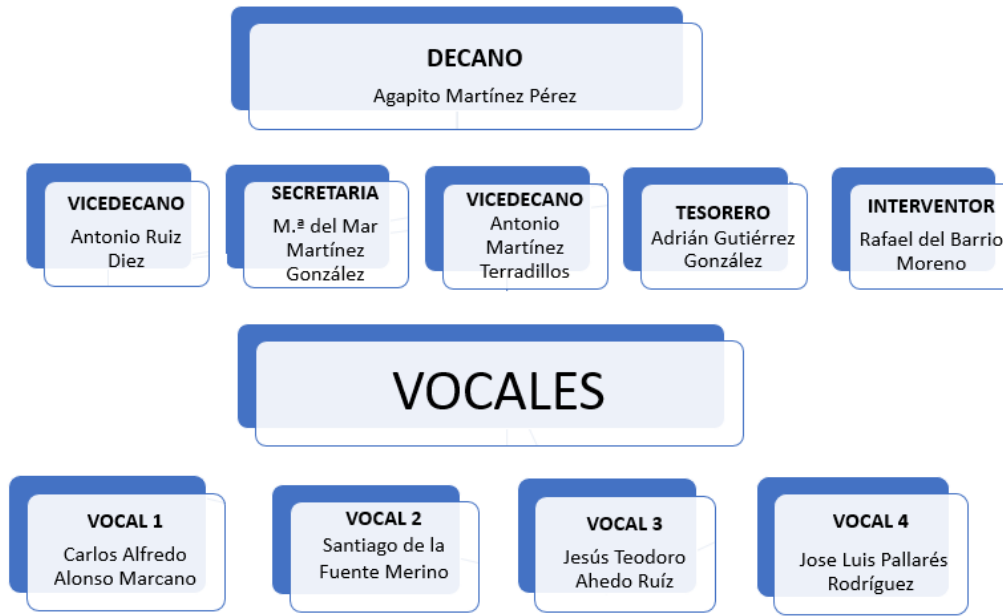 DECANO
Agapito Martínez Pérez
VICEDECANO
Antonio Ruiz
Diez
SECRETARIA
M.ª del Mar
Martínez
González
VICEDECANO
Antonio
Martínez
Terradillos
TESORERO
Adrián Gutiérrez
González
INTERVENTOR
Rafael del Barrio
Moreno
VOCALES
VOCAL 1
Carlos Alfredo
Alonso Marcano
VOCAL 2
Santiago de la
Fuente Merino
VOCAL 3
Jesús Teodoro
Ahedo Ruíz
VOCAL 4
Jose Luis Pallarés
Rodríguez